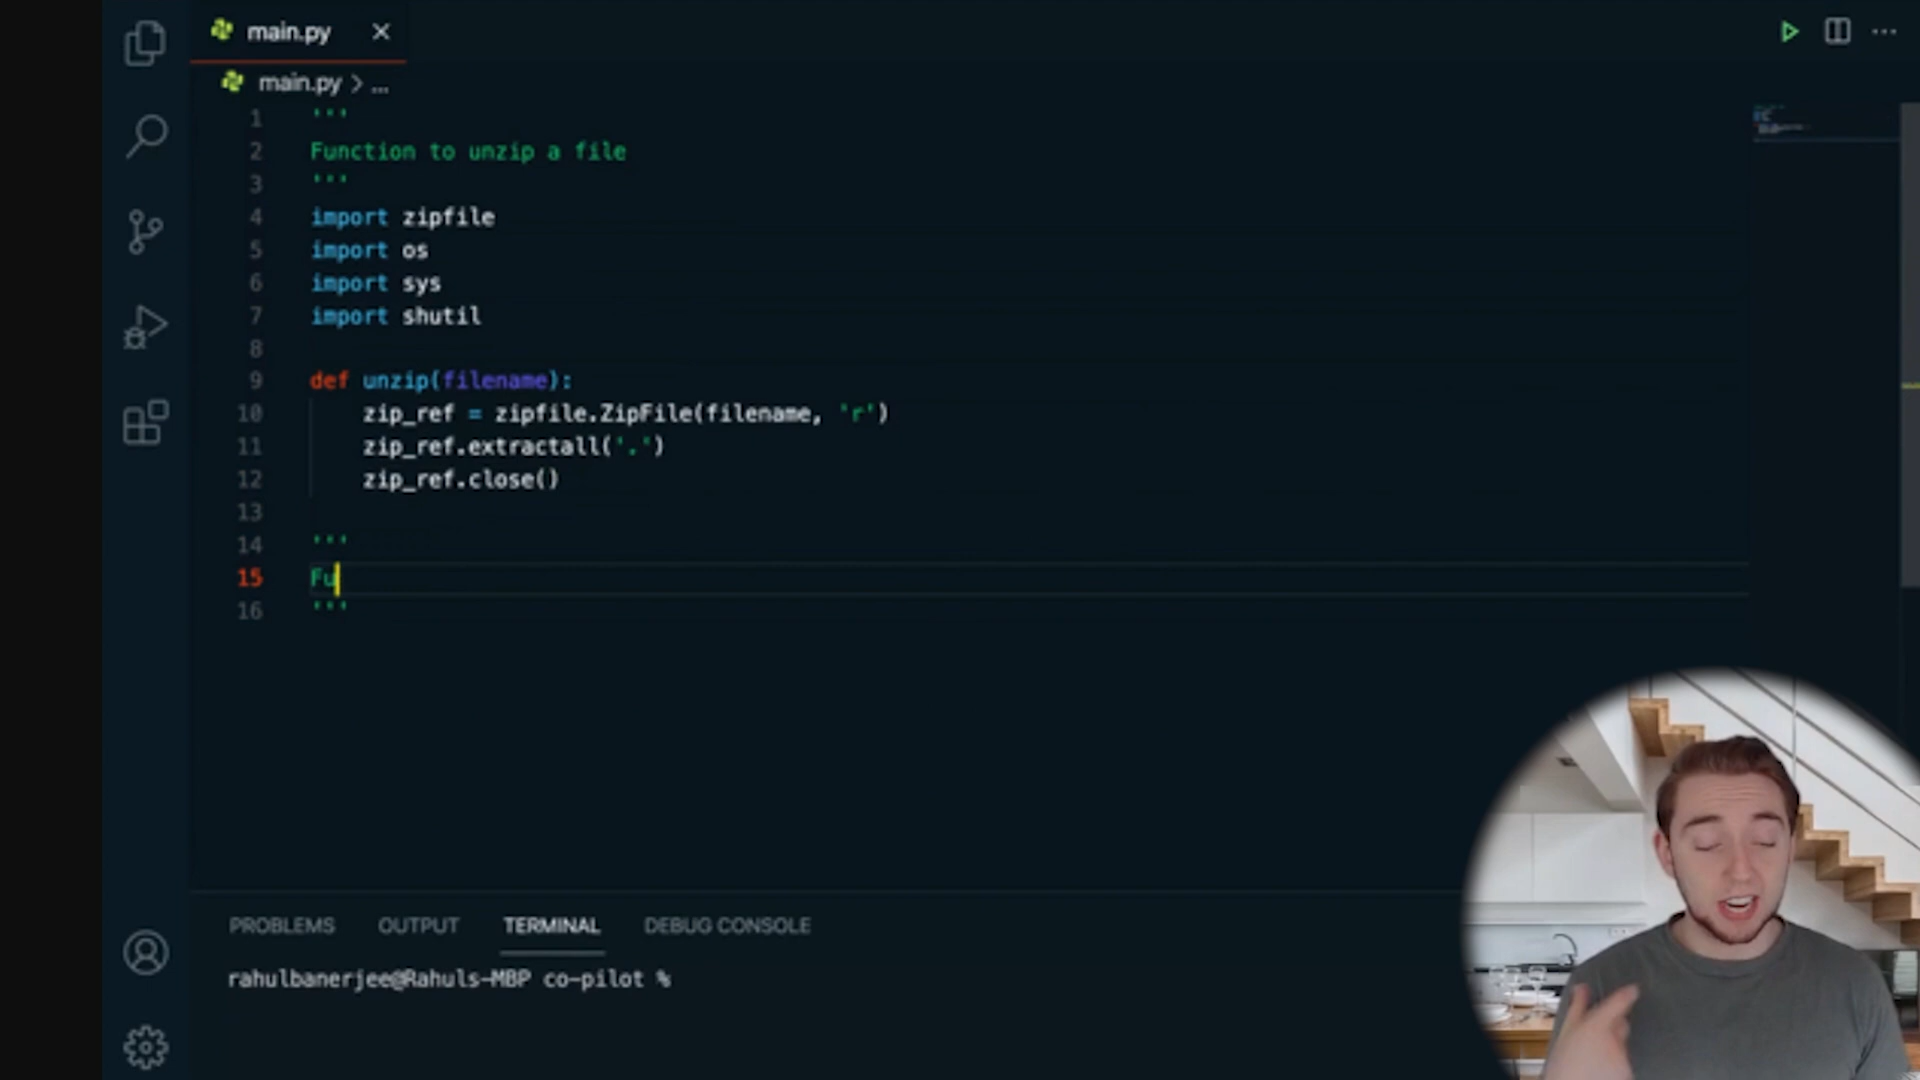 main.py
main.py > ...
1 '''
2 Function to unzip a file
3 '''
4 import zipfile
5 import os
6 import sys
7 import shutil
8
9 def unzip(filename):
10 zip_ref = zipfile.ZipFile(filename, 'r')
11 zip_ref.extractall('.')
12 zip_ref.close()
13
14 '''
15 Fu
16 '''
PROBLEMS OUTPUT TERMINAL DEBUG CONSOLE
rahulbanerjee@Rahuls-MBP co-pilot %